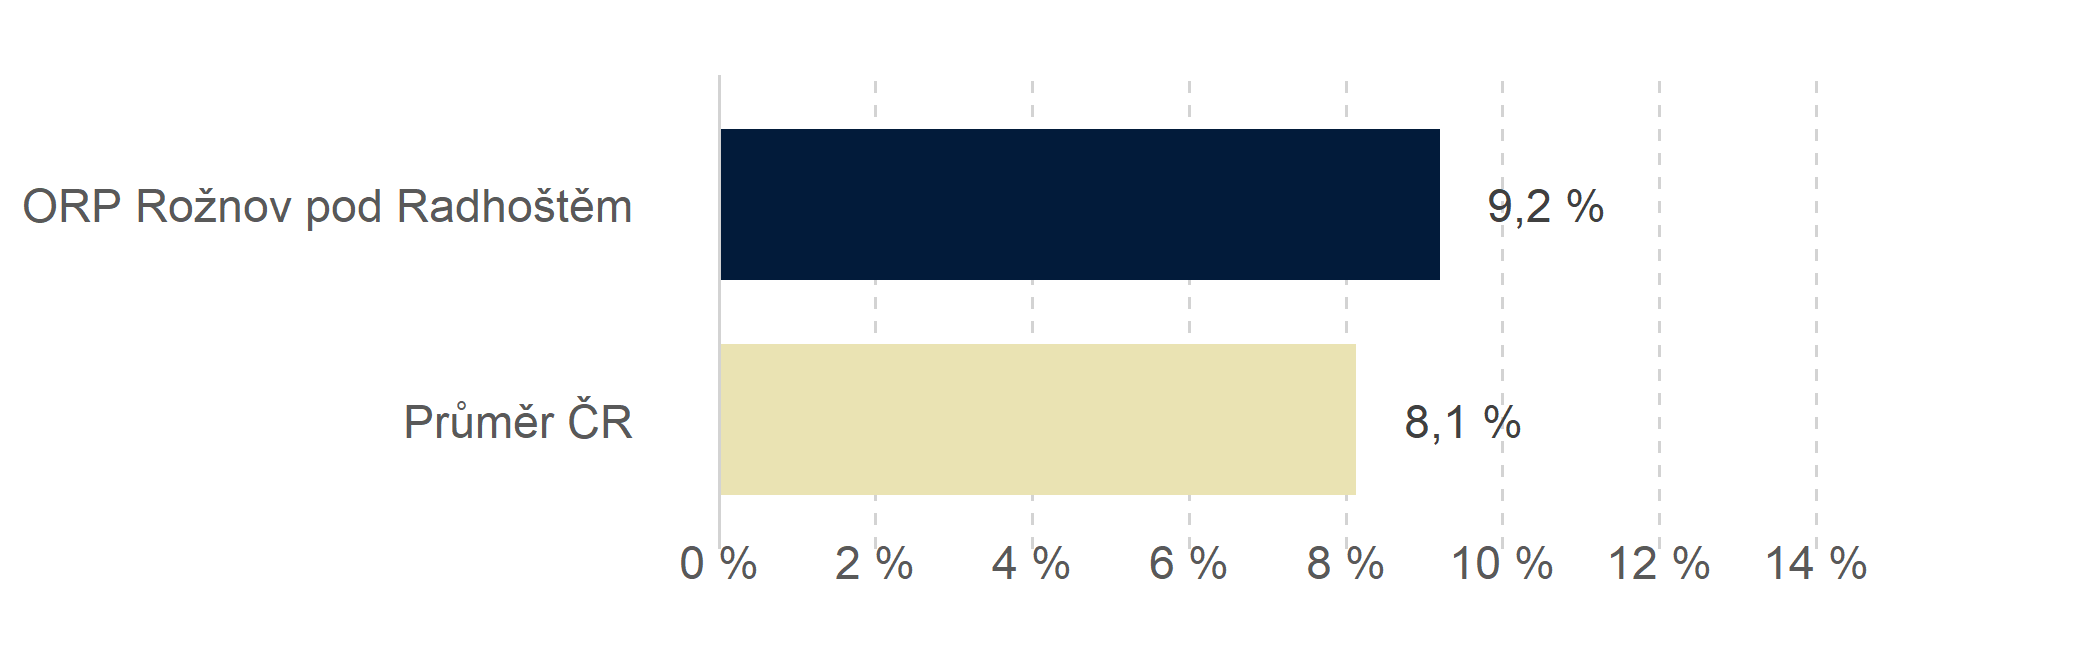 ORP Rožnov pod Radhoštěm
9,2 %
Průměr ČR
8,1 %
0 % 2 % 4 % 6 % 8 % 10 % 12 % 14 %